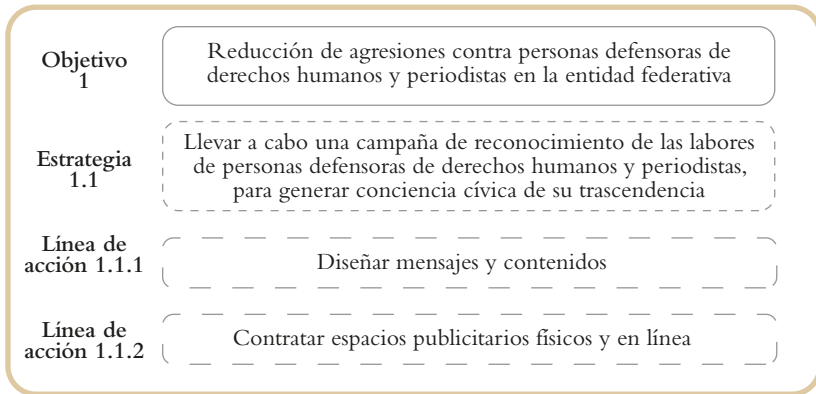 Objetivo
1
Reducción de agresiones contra personas defensoras de
derechos humanos y periodistas en la entidad federativa
Estrategia
1.1
Llevar a cabo una campaña de reconocimiento de las labores
de personas defensoras de derechos humanos y periodistas,
para generar conciencia cívica de su trascendencia
Línea de
acción 1.1.1
Diseñar mensajes y contenidos
Línea de
acción 1.1.2
Contratar espacios publicitarios físicos y en línea